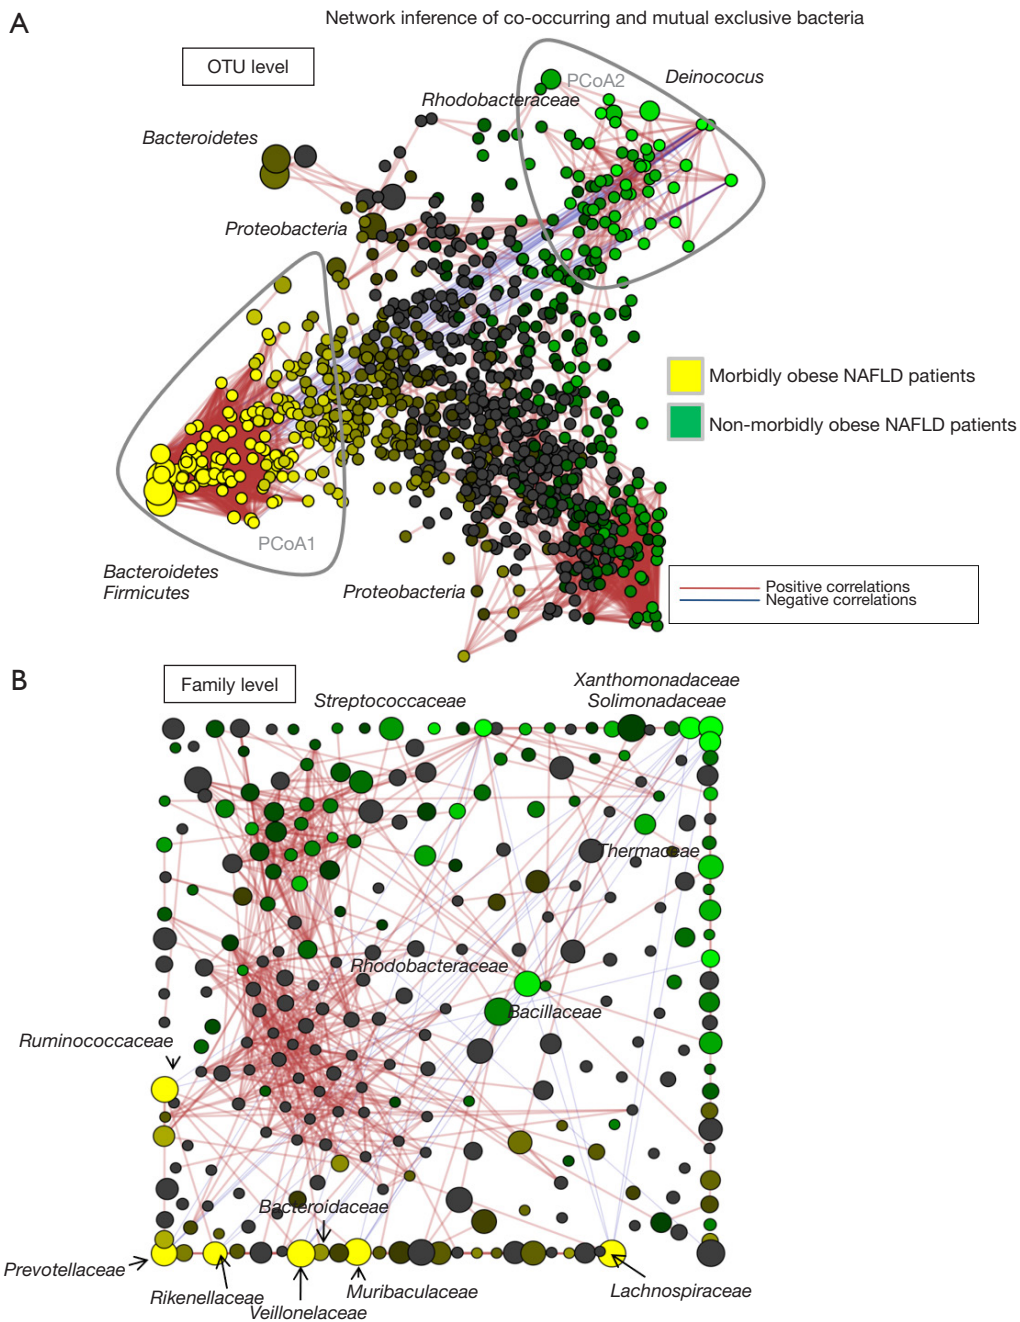 A
Network inference of co-occurring and mutual exclusive bacteria
OTU level
PCoA2
Deinococus
Rhodobacteraceae
Bacteroidetes
Proteobacteria
Morbidly obese NAFLD patients
Non-morbidly obese NAFLD patients
PCoA1
Bacteroidetes
Firmicutes
Proteobacteria
Positive correlations
Negative correlations
B
Family level
Streptococcaceae
Xanthomonadaceae
Solimonadaceae
Thermaceae
Rhodobacteraceae
Bacillaceae
Ruminococcaceae
Bacteroidaceae
Prevotellaceae
Rikenellaceae
Veillonelaceae
Muribaculaceae
Lachnospiraceae